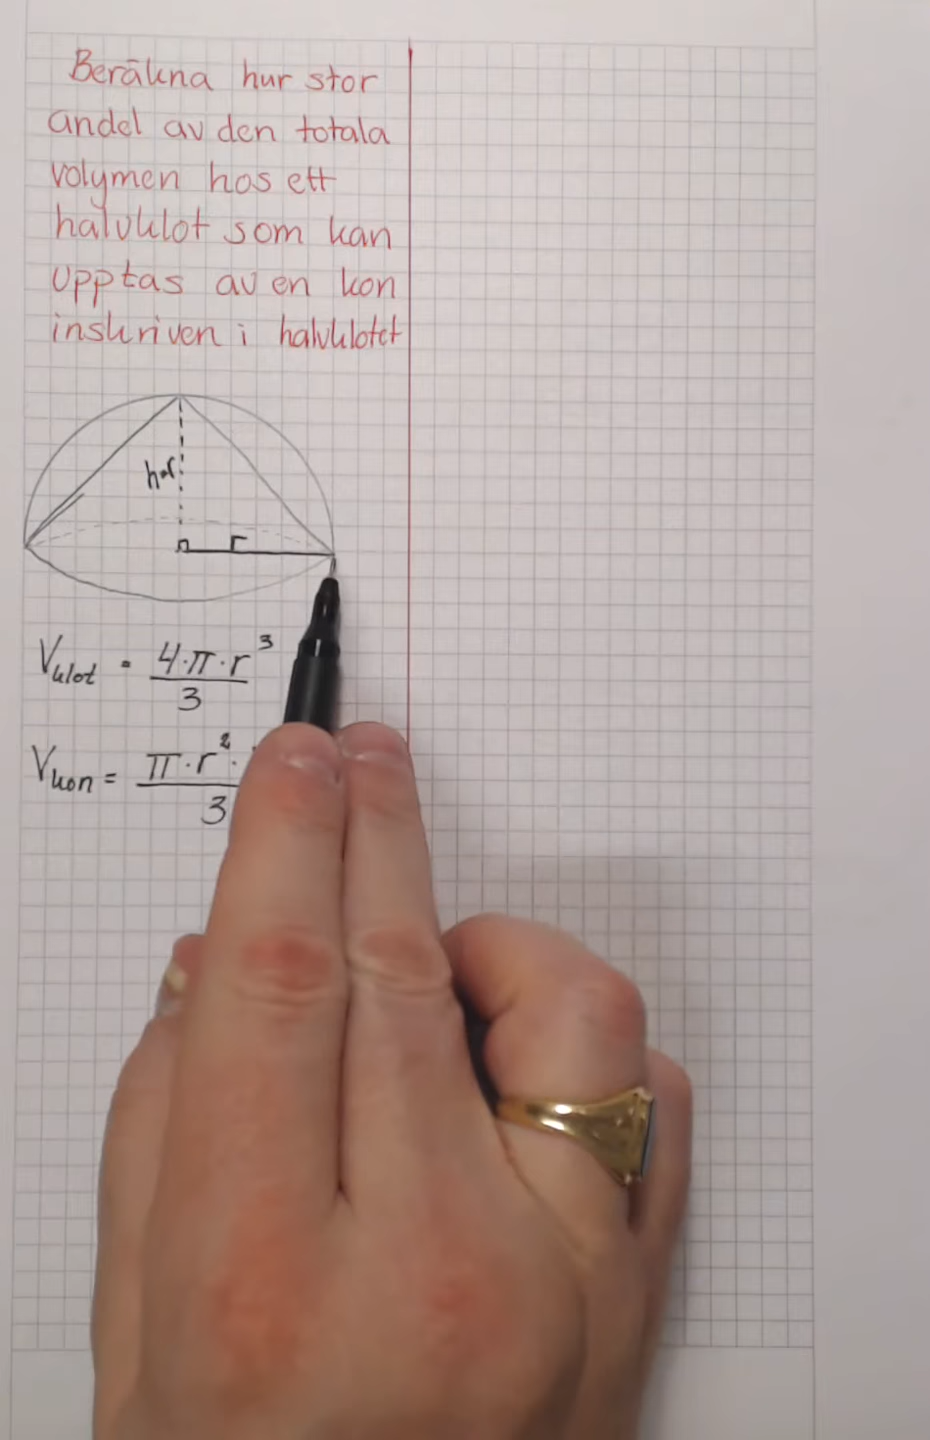 Beräkna hur stor
andel av den totala
volymen hos ett
halvklot som kan
upptas av en kon
inskriven i halvklotet
h=r
r
V_klot = 4·π·r³ / 3
V_kon = π·r²· / 3